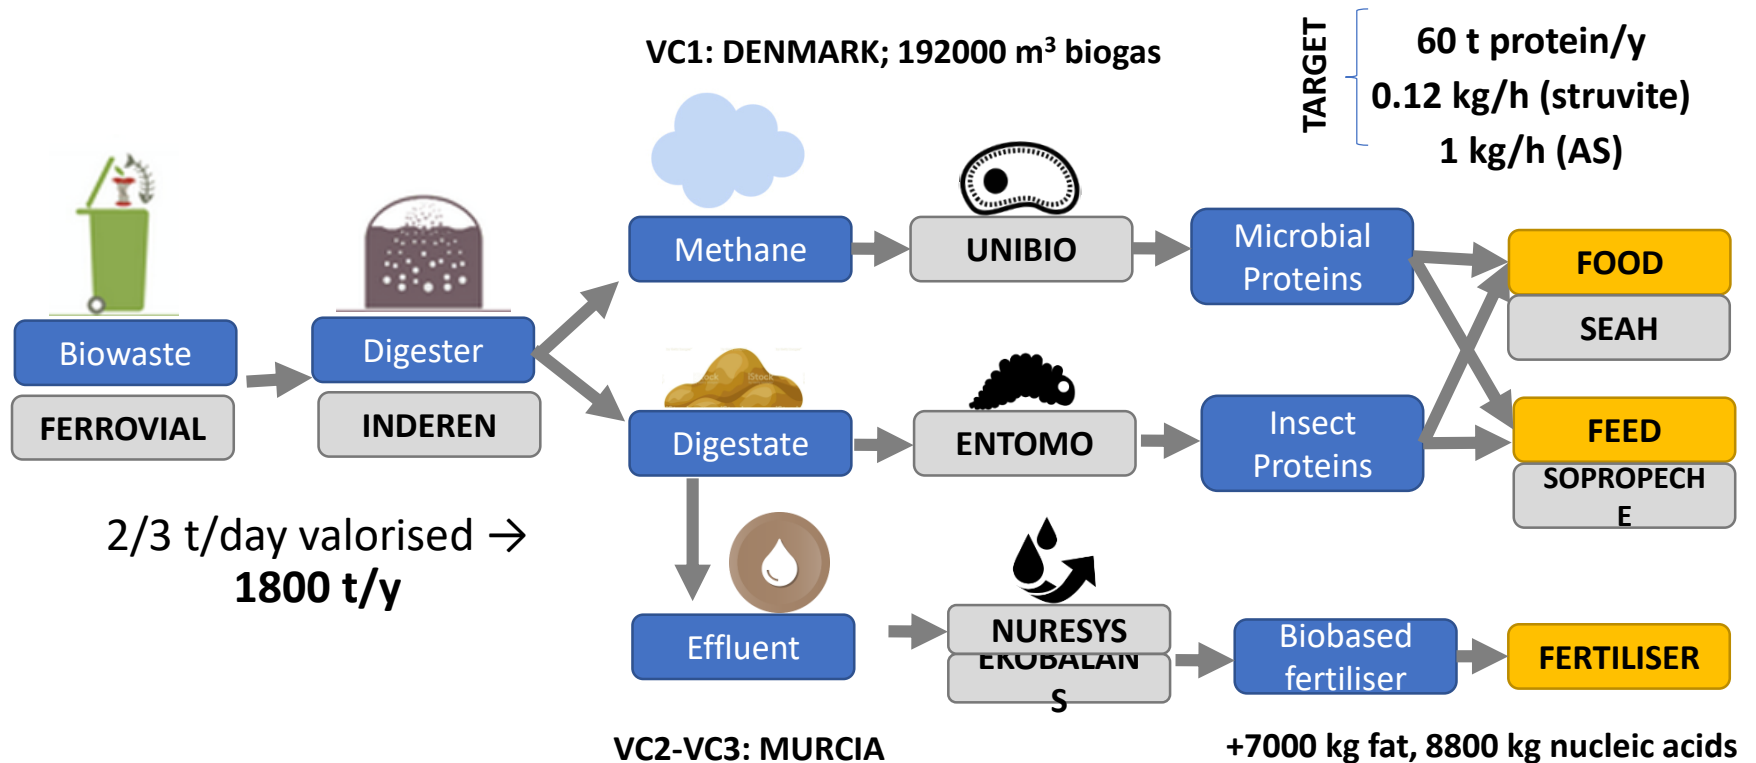 VC1: DENMARK; 192000 m³ biogas
TARGET
60 t protein/y
0.12 kg/h (struvite)
1 kg/h (AS)
Biowaste
FERROVIAL
Digester
INDEREN
Methane
UNIBIO
Microbial
Proteins
FOOD
SEAH
iStock
Digestate
ENTOMO
Insect
Proteins
FEED
SOPROPECH
E
2/3 t/day valorised →
1800 t/y
Effluent
NURESYS
EKOBALAN
S
Biobased
fertiliser
FERTILISER
VC2-VC3: MURCIA
+7000 kg fat, 8800 kg nucleic acids